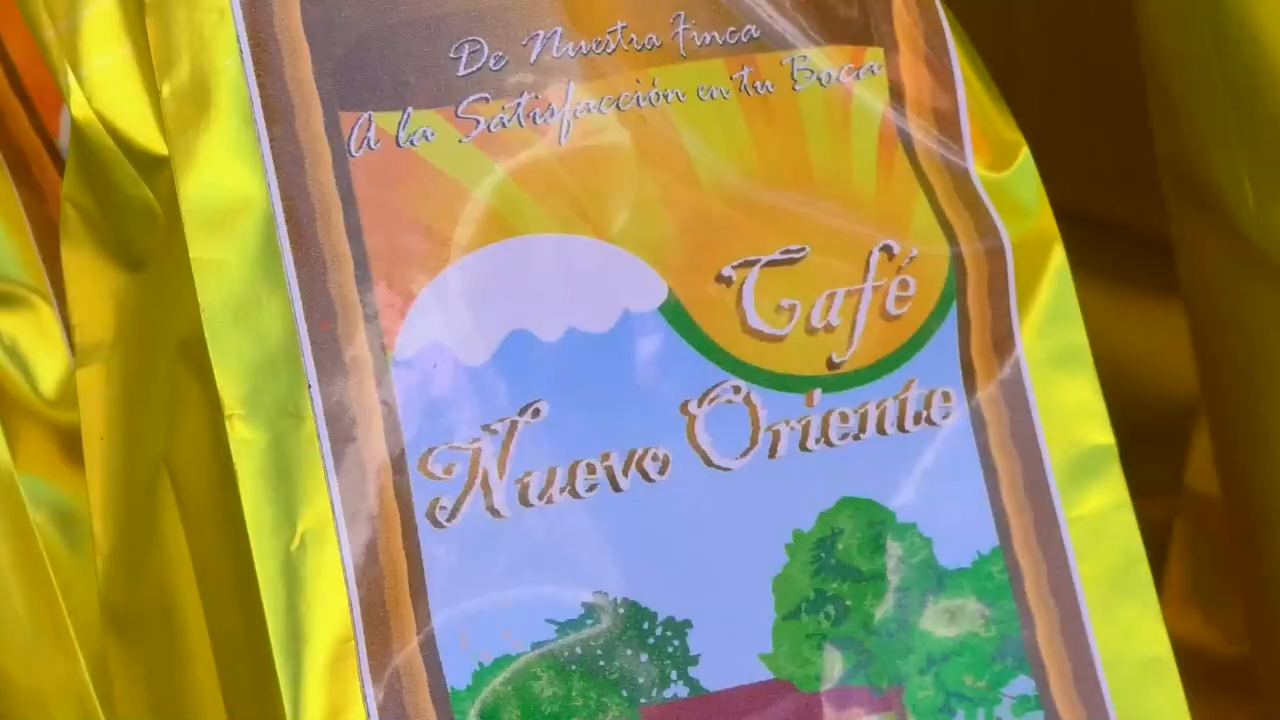 De Nuestra Finca
A la Satisfacción en tu Boca
Café
Nuevo Oriente